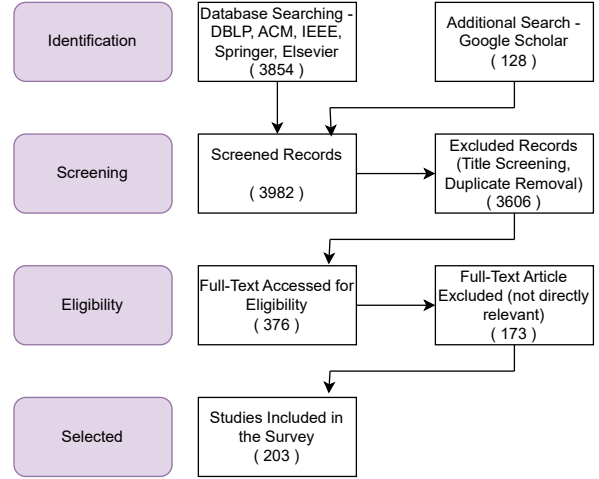 Identification
Database Searching -
DBLP, ACM, IEEE,
Springer, Elsevier
( 3854 )
Additional Search -
Google Scholar
( 128 )
Screening
Screened Records
( 3982 )
Excluded Records
(Title Screening,
Duplicate Removal)
( 3606 )
Eligibility
Full-Text Accessed for
Eligibility
( 376 )
Full-Text Article
Excluded (not directly
relevant)
( 173 )
Selected
Studies Included in
the Survey
( 203 )